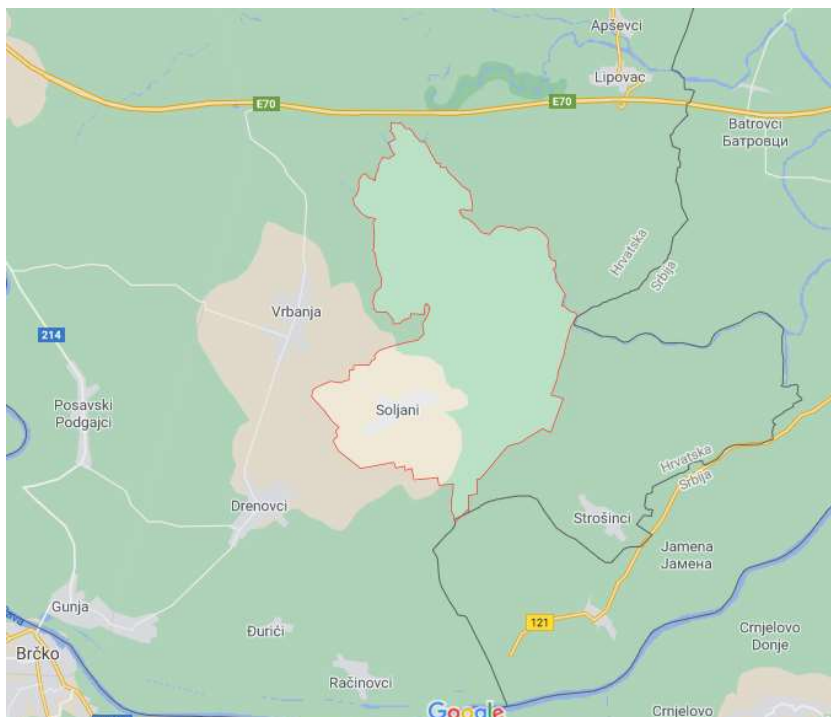 Apševci
Lipovac
E70
E70
Batrovci
Батровци
Hrvatska
Srbija
Vrbanja
214
Soljani
Posavski
Podgajci
Hrvatska
Srbija
Drenovci
Strošinci
Jamena
Јамена
Gunja
Đurići
121
Crnjelovo
Donje
Brčko
Račinovci
Google
Crnjelovo